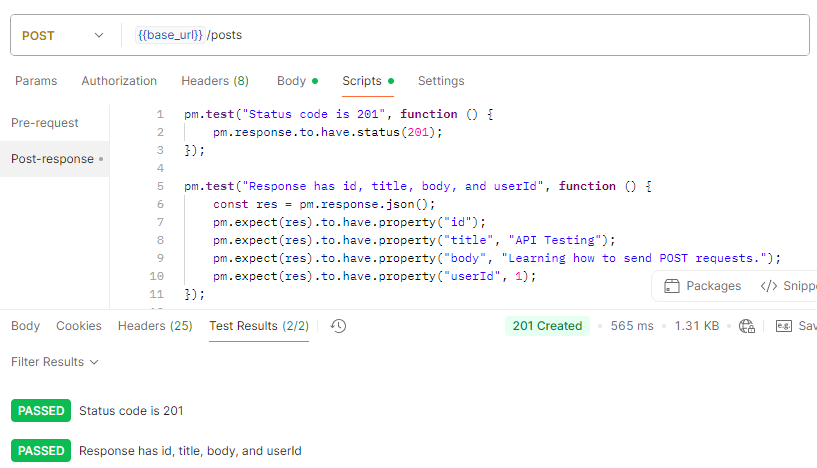 POST {{base_url}} /posts
Params Authorization Headers (8) Body Scripts Settings
Pre-request
Post-response
1 pm.test("Status code is 201", function () {
2 pm.response.to.have.status(201);
3 });
4
5 pm.test("Response has id, title, body, and userId", function () {
6 const res = pm.response.json();
7 pm.expect(res).to.have.property("id");
8 pm.expect(res).to.have.property("title", "API Testing");
9 pm.expect(res).to.have.property("body", "Learning how to send POST requests.");
10 pm.expect(res).to.have.property("userId", 1);
11 });
Packages </> Snippe
Body Cookies Headers (25) Test Results (2/2) 201 Created 565 ms 1.31 KB e.g. Sav
Filter Results
PASSED Status code is 201
PASSED Response has id, title, body, and userId